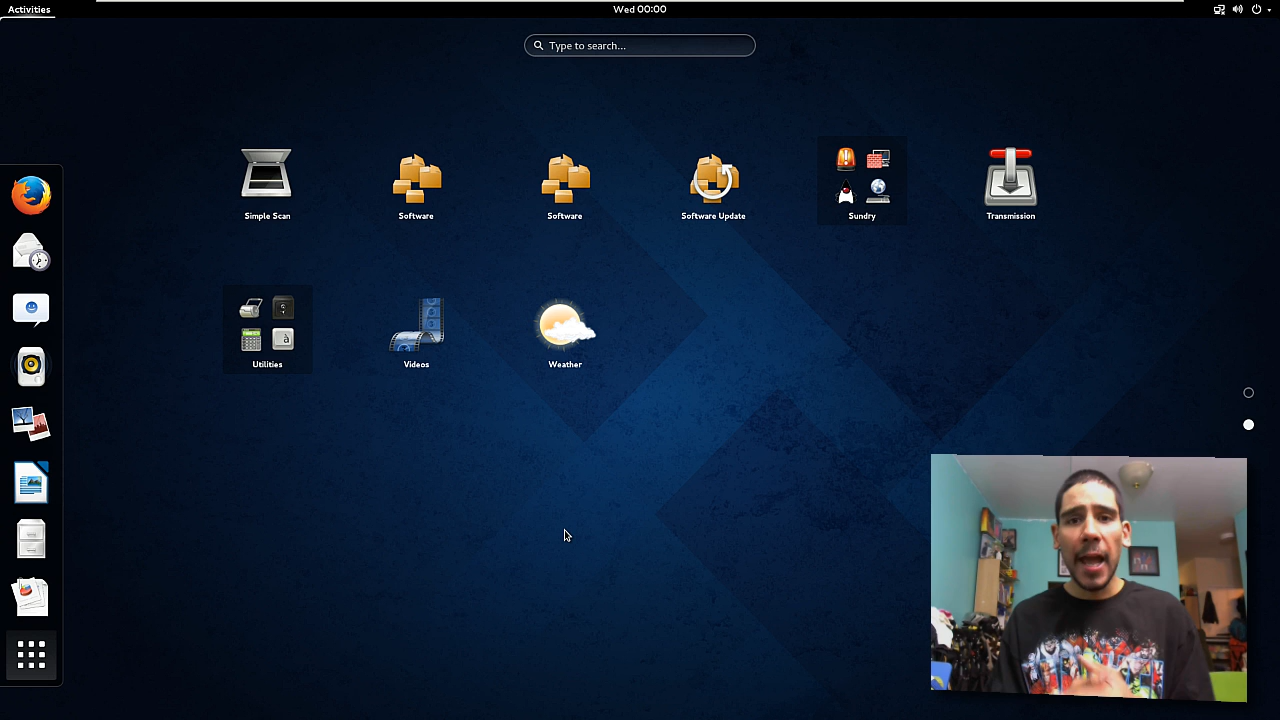 Activities
Wed 00:00
Type to search...
Simple Scan
Software
Software
Software Update
Sundry
Transmission
Utilities
Videos
Weather